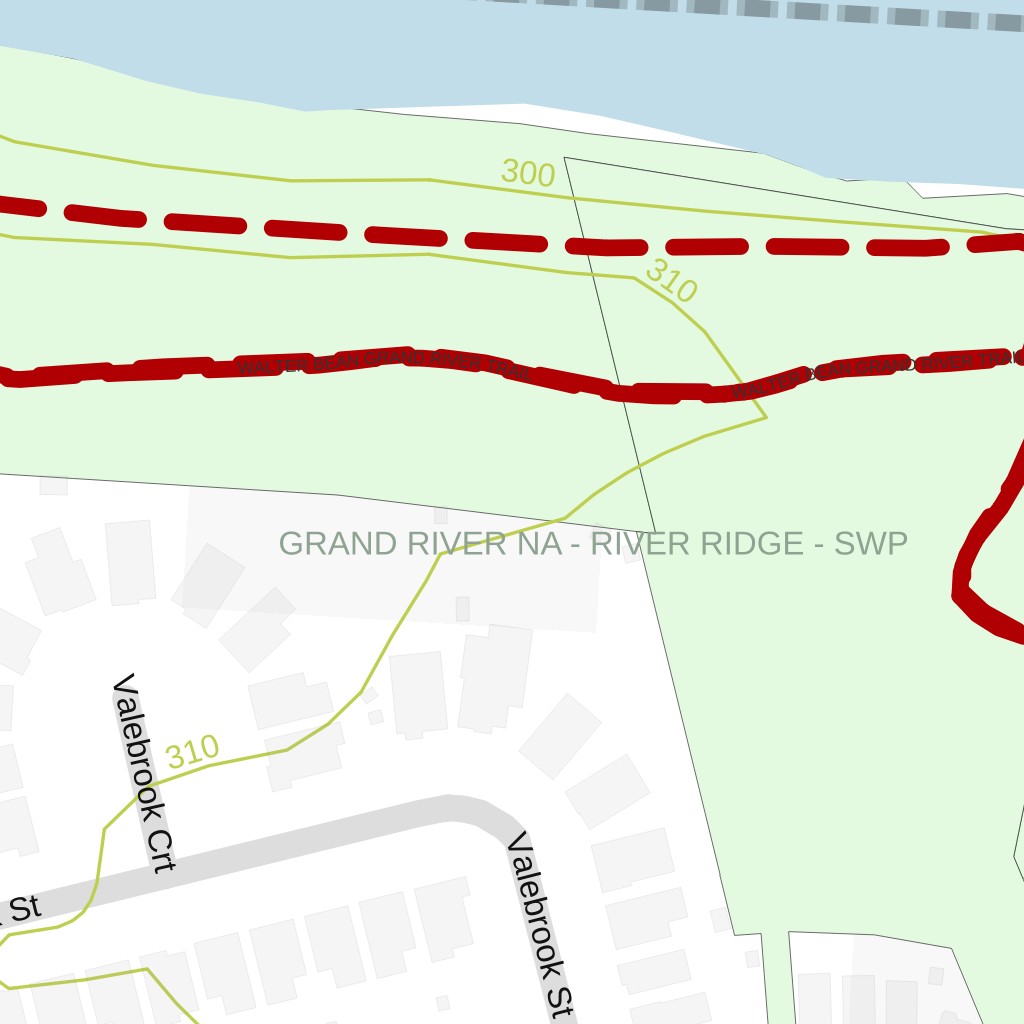 300
310
WALTER BEAN GRAND RIVER TRAIL
WALTER BEAN GRAND RIVER TRAIL
GRAND RIVER NA - RIVER RIDGE - SWP
Valebrook Crt
310
Valebrook St
St